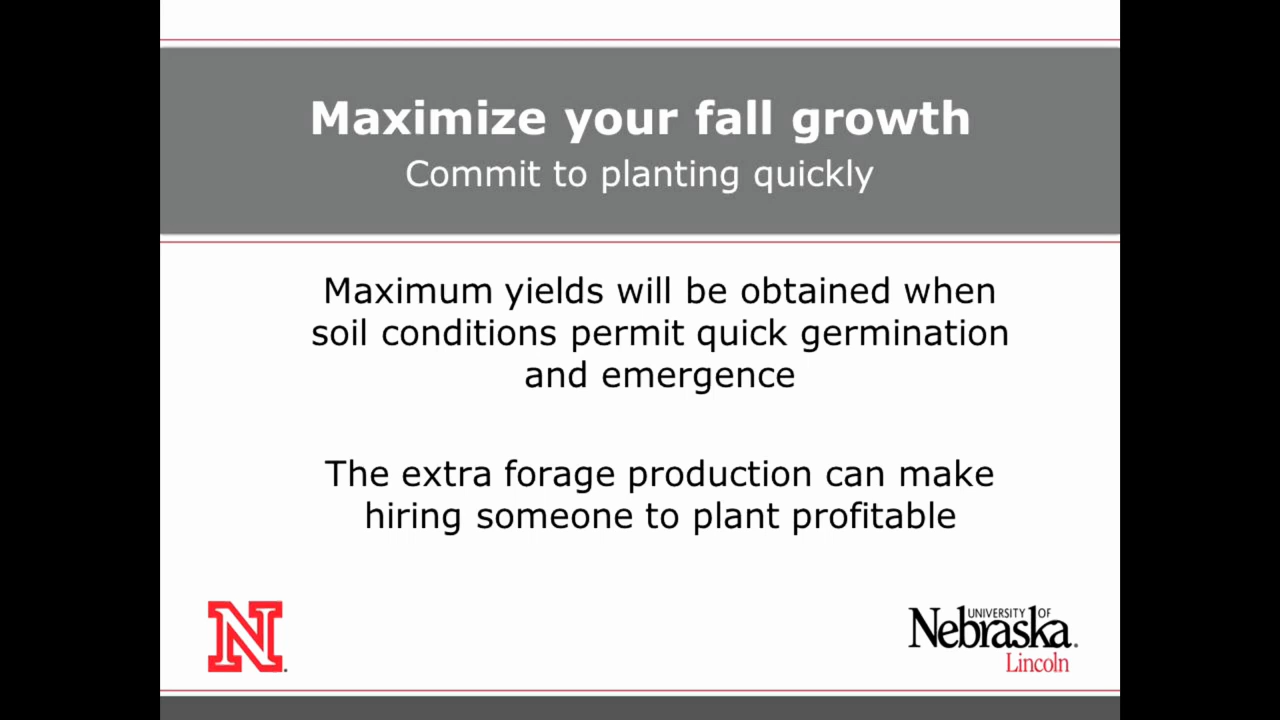 Maximize your fall growth
Commit to planting quickly
Maximum yields will be obtained when
soil conditions permit quick germination
and emergence
The extra forage production can make
hiring someone to plant profitable
N
UNIVERSITY OF
Nebraska
Lincoln